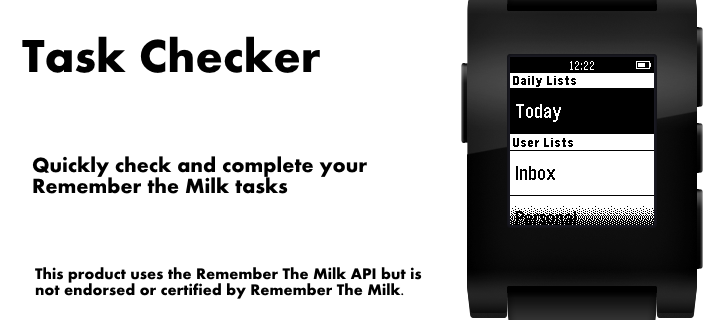 Task Checker
Quickly check and complete your
Remember the Milk tasks
This product uses the Remember The Milk API but is
not endorsed or certified by Remember The Milk.
12:22
Daily Lists
Today
User Lists
Inbox
Personal